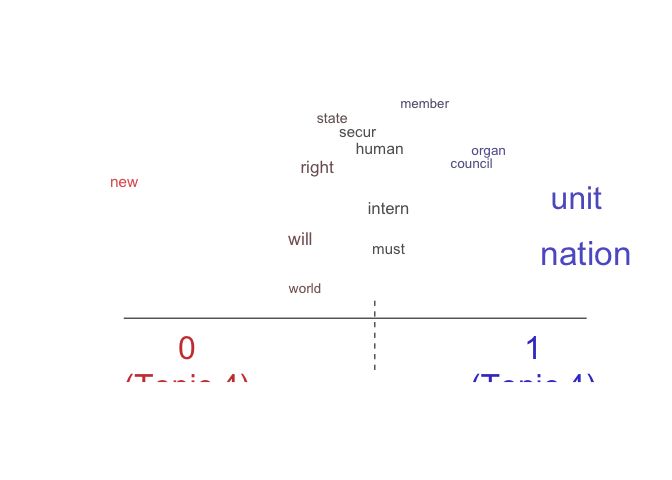 member
state
secur
human
organ
council
right
new
unit
intern
will
must
nation
world
0 1
(Topic 4) (Topic 4)